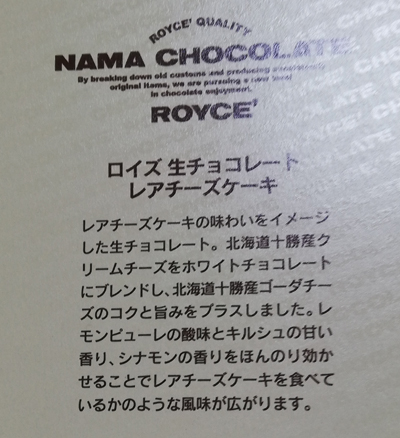 ROYCE' QUALITY
NAMA CHOCOLATE
By breaking down old customs and producing consistently
original items, we are pursuing a new level
in chocolate enjoyment.
ROYCE'
ロイズ 生チョコレート
レアチーズケーキ
レアチーズケーキの味わいをイメージ
した生チョコレート。北海道十勝産ク
リームチーズをホワイトチョコレート
にブレンドし、北海道十勝産ゴーダチー
ズのコクと旨みをプラスしました。レ
モンピューレの酸味とキルシュの甘い
香り、シナモンの香りをほんのり効か
せることでレアチーズケーキを食べて
いるかのような風味が広がります。